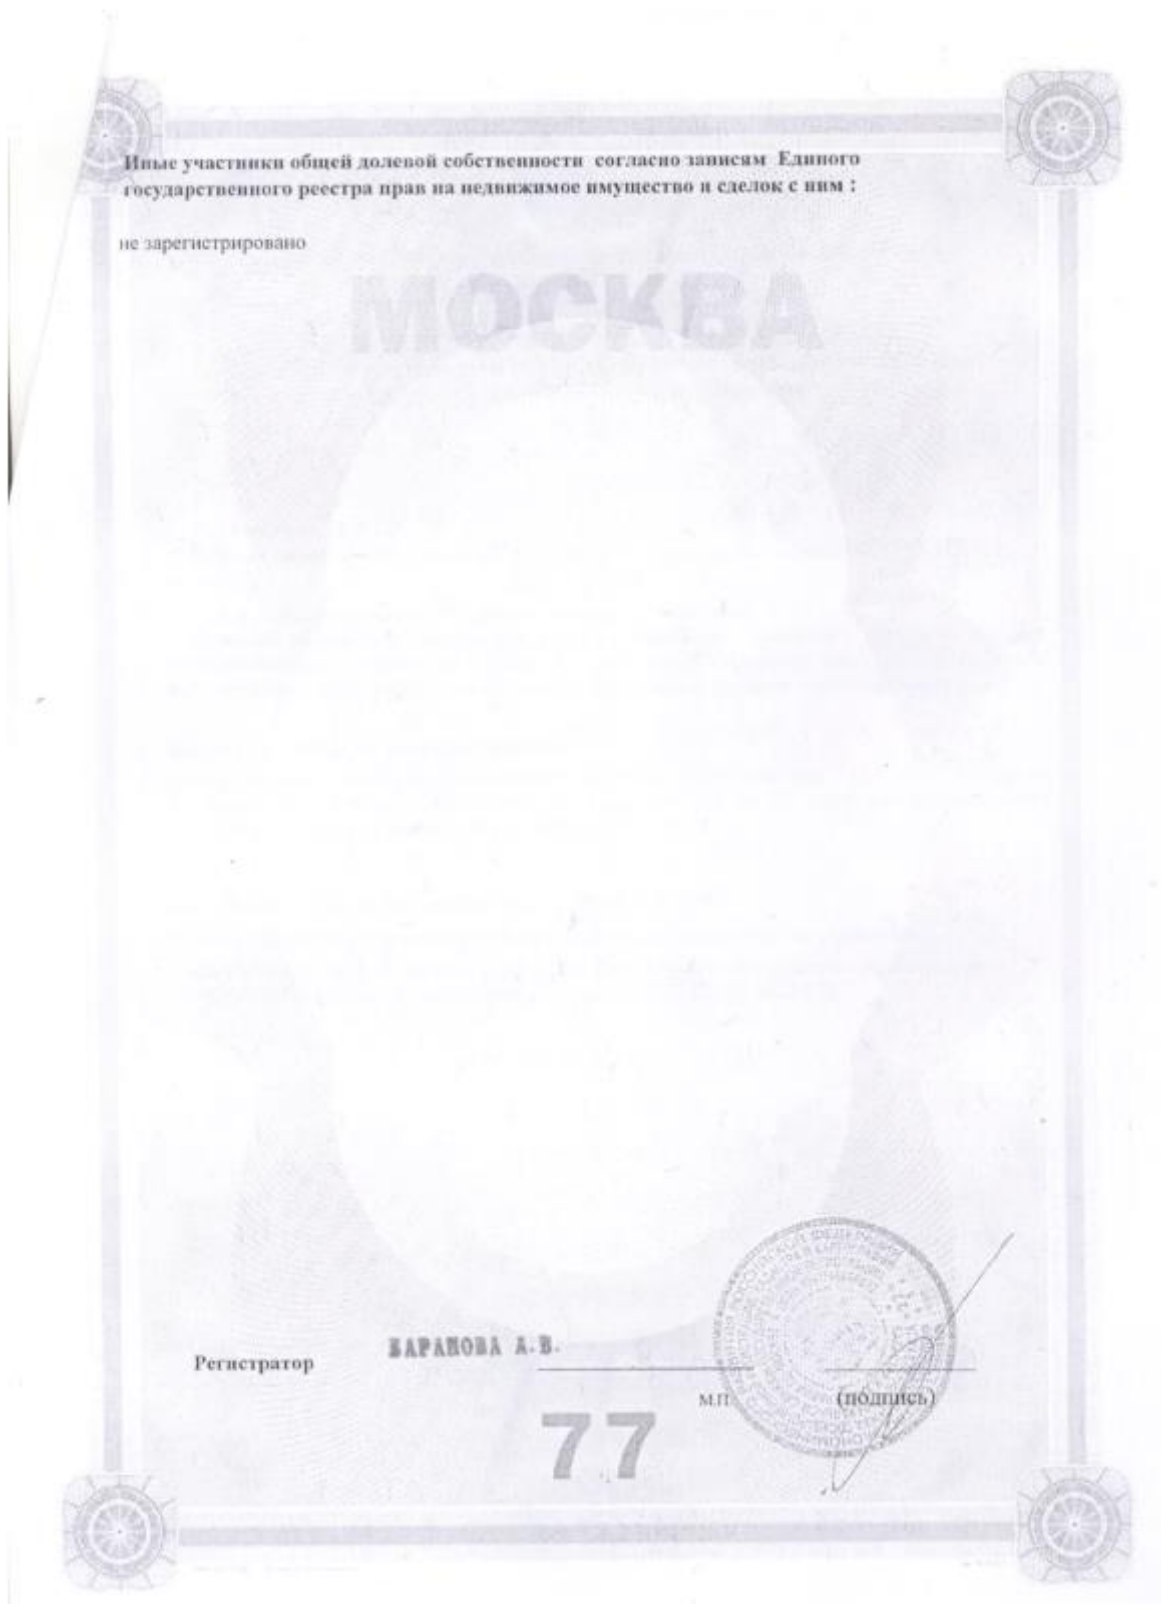 Иные участники общей долевой собственности согласно записям Единого
государственного реестра прав на недвижимое имущество и сделок с ним :
не зарегистрировано
МОСКВА
БАРАНОВА А.В.
Регистратор
М.П.
(подпись)
77